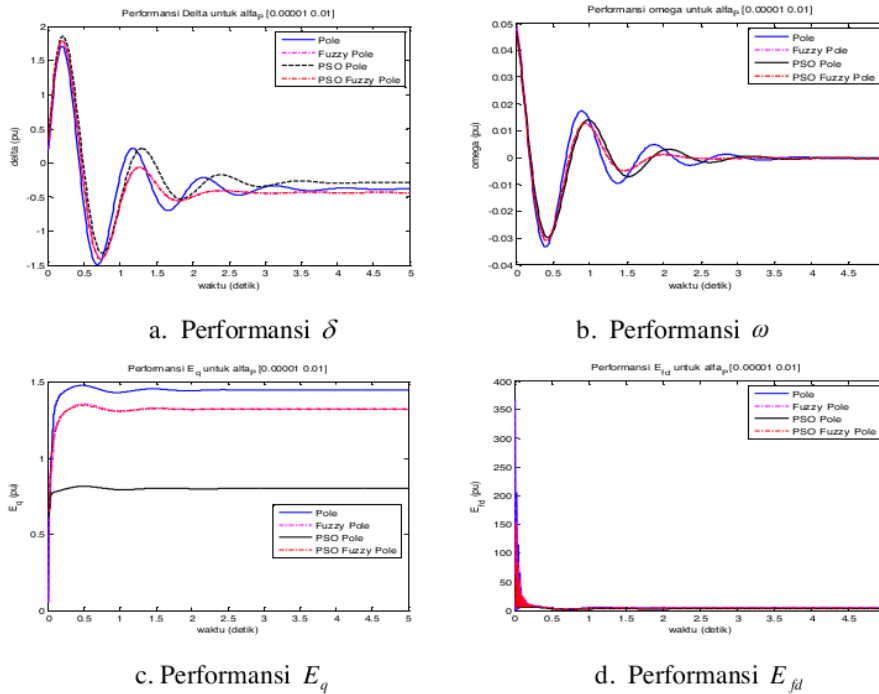 Performansi Delta untuk alfa_P [0.00001 0.01]
Pole
Fuzzy Pole
PSO Pole
PSO Fuzzy Pole
delta (pu)
2
1.5
1
0.5
0
-0.5
-1
-1.5
0 0.5 1 1.5 2 2.5 3 3.5 4 4.5 5
waktu (detik)
a. Performansi δ
Performansi omega untuk alfa_P [0.00001 0.01]
Pole
Fuzzy Pole
PSO Pole
PSO Fuzzy Pole
omega (pu)
0.05
0.04
0.03
0.02
0.01
0
-0.01
-0.02
-0.03
-0.04
0 0.5 1 1.5 2 2.5 3 3.5 4 4.5
waktu (detik)
b. Performansi ω
Performansi E_q untuk alfa_P [0.00001 0.01]
Pole
Fuzzy Pole
PSO Pole
PSO Fuzzy Pole
E_q (pu)
1.5
1
0.5
0
0 0.5 1 1.5 2 2.5 3 3.5 4 4.5 5
waktu (detik)
c. Performansi E_q
Performansi E_fd untuk alfa_P [0.00001 0.01]
Pole
Fuzzy Pole
PSO Pole
PSO Fuzzy Pole
E_fd (pu)
400
350
300
250
200
150
100
50
0
0 0.5 1 1.5 2 2.5 3 3.5 4 4.5
waktu (detik)
d. Performansi E_fd